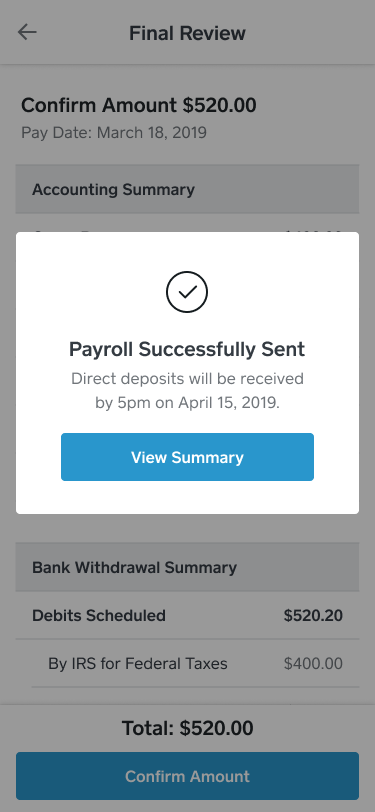 Final Review
Confirm Amount $520.00
Pay Date: March 18, 2019
Accounting Summary
Payroll Successfully Sent
Direct deposits will be received
by 5pm on April 15, 2019.
View Summary
Bank Withdrawal Summary
Debits Scheduled $520.20
By IRS for Federal Taxes $400.00
Total: $520.00
Confirm Amount